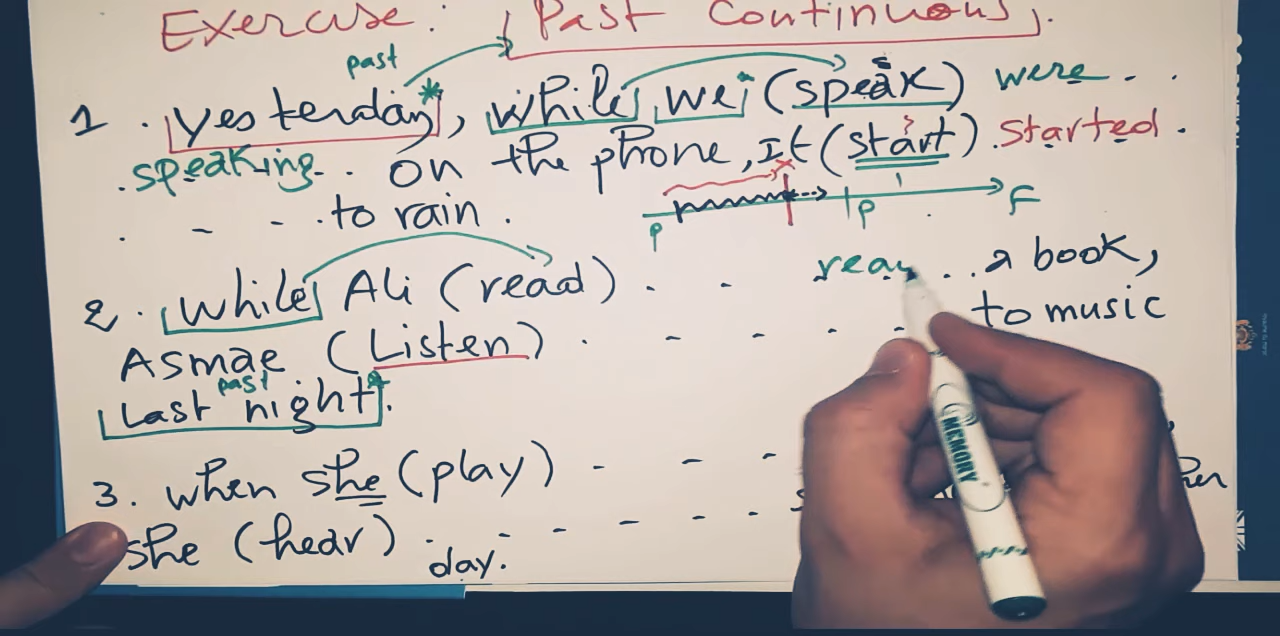 Exercise: Past Continuous.
past
1. Yesterday, while we (speak) were
speaking on the phone, It (start) started.
to rain.
P P F
2. While Ali (read) rea a book,
Asmae (Listen) to music
past
Last night.
3. when she (play)
she (hear)
day.
MEMORY